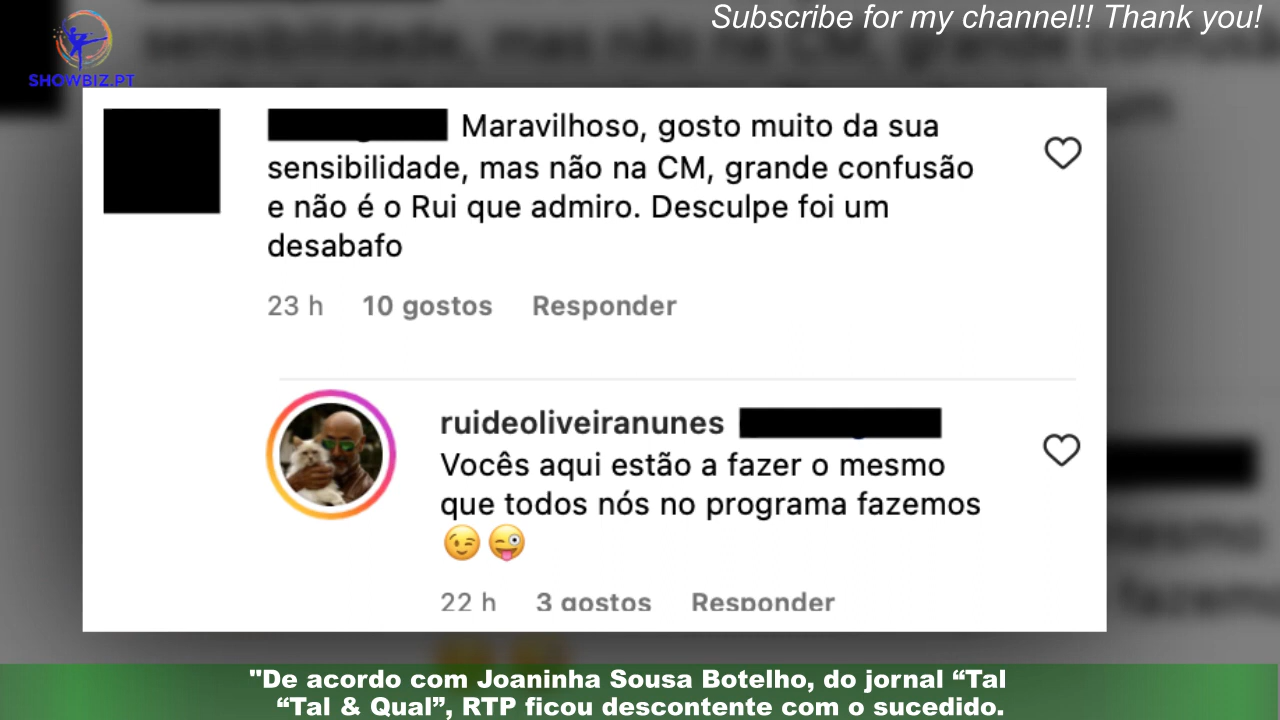 Subscribe for my channel!! Thank you!
SHOWBIZ.PT
Maravilhoso, gosto muito da sua
sensibilidade, mas não na CM, grande confusão
e não é o Rui que admiro. Desculpe foi um
desabafo
23 h 10 gostos Responder
ruideoliveiranunes
Vocês aqui estão a fazer o mesmo
que todos nós no programa fazemos
😉😜
22 h 3 gostos Responder
"De acordo com Joaninha Sousa Botelho, do jornal “Tal
“Tal & Qual”, RTP ficou descontente com o sucedido.